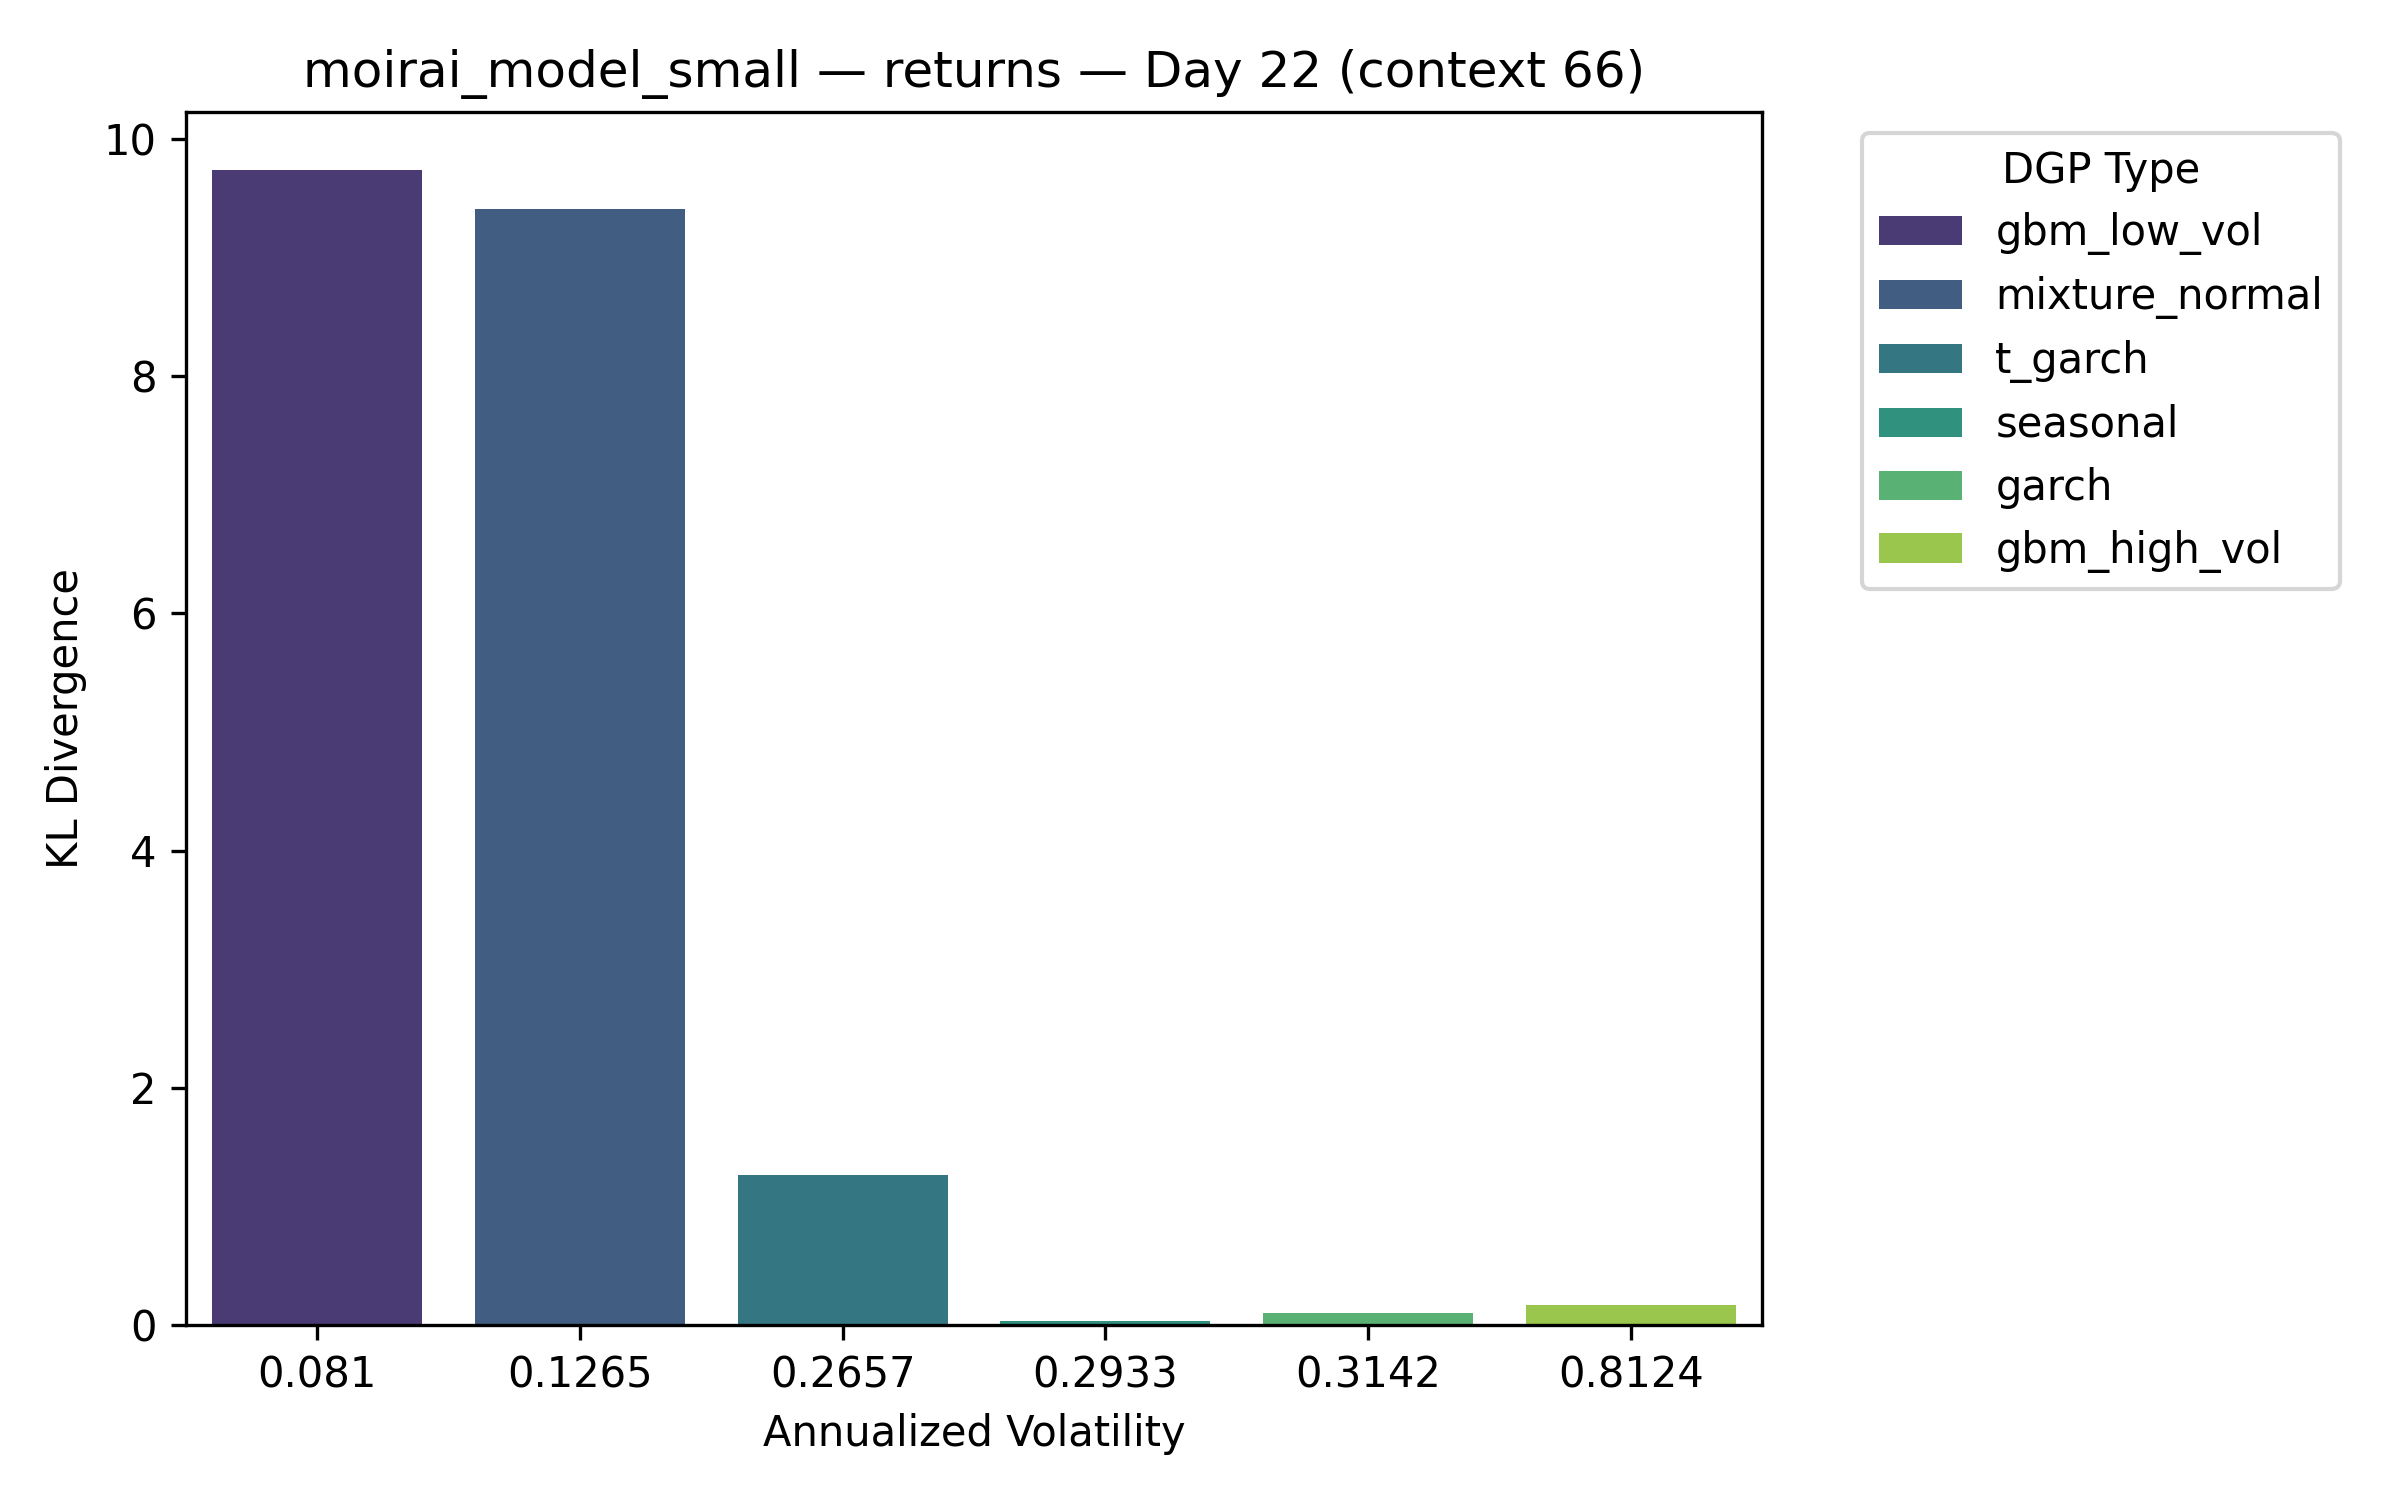 moirai_model_small — returns — Day 22 (context 66)
10
8
6
4
2
0
KL Divergence
0.081 0.1265 0.2657 0.2933 0.3142 0.8124
Annualized Volatility
DGP Type
gbm_low_vol
mixture_normal
t_garch
seasonal
garch
gbm_high_vol